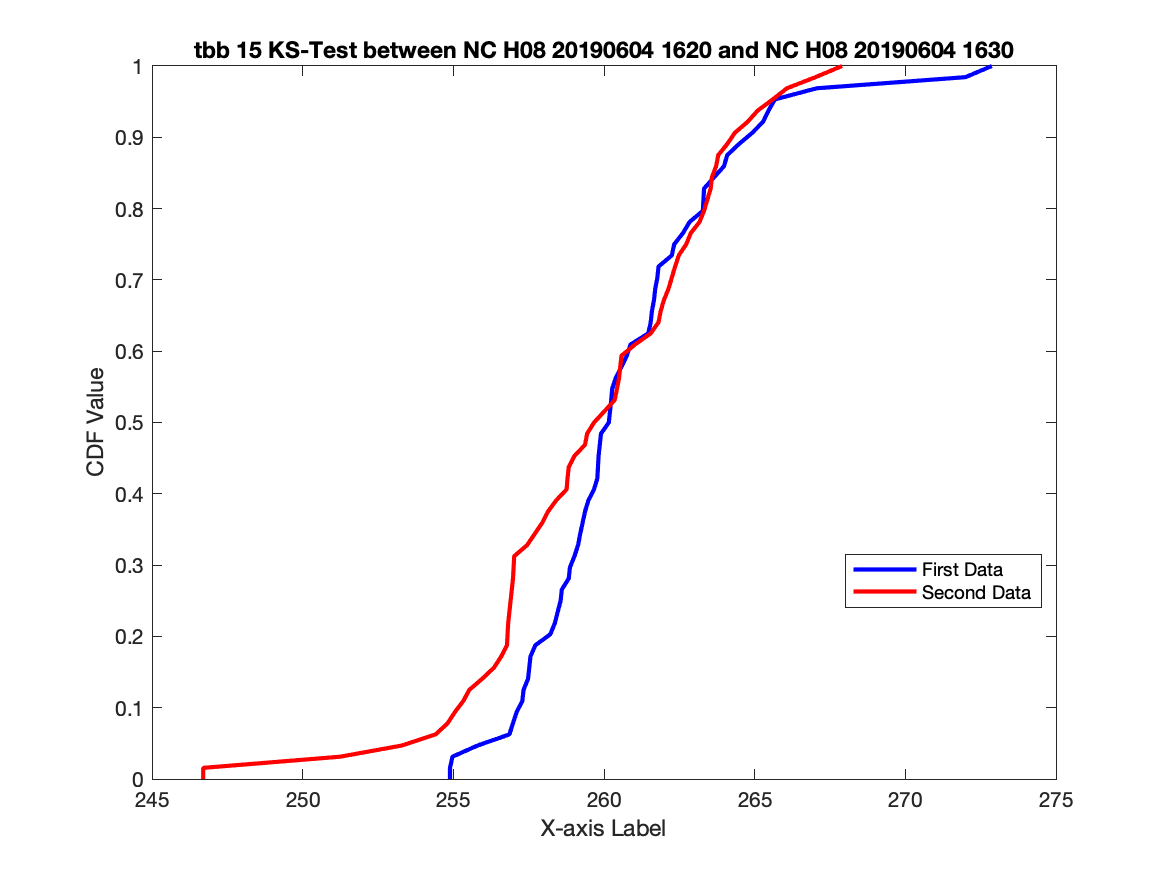 tbb 15 KS-Test between NC H08 20190604 1620 and NC H08 20190604 1630
1
0.9
0.8
0.7
0.6
0.5
0.4
0.3
0.2
0.1
0
CDF Value
First Data
Second Data
245 250 255 260 265 270 275
X-axis Label